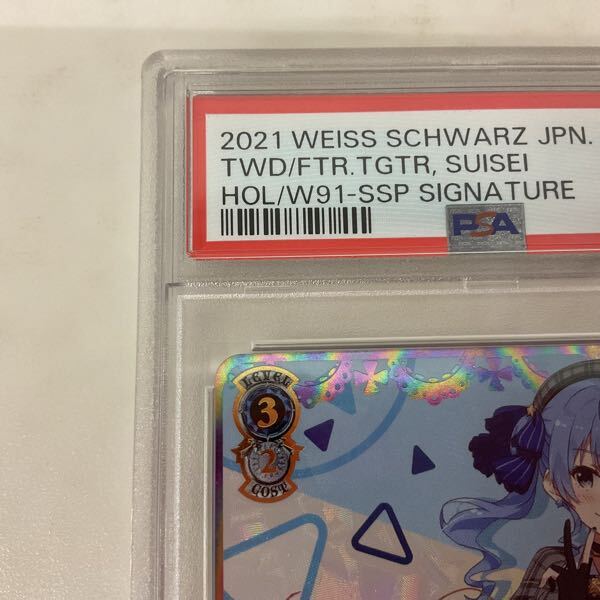 2021 WEISS SCHWARZ JPN.
TWD/FTR.TGTR, SUISEI
HOL/W91-SSP SIGNATURE
PSA
LEVEL
3
2
COST